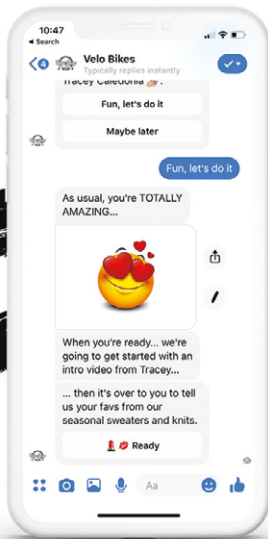 10:47
Search
4
Velo Bikes
Typically replies instantly
Tracey Caledonia
Fun, let's do it
Maybe later
Fun, let's do it
As usual, you're TOTALLY
AMAZING...
When you're ready... we're
going to get started with an
intro video from Tracey...
... then it's over to you to tell
us your favs from our
seasonal sweaters and knits.
Ready
Aa